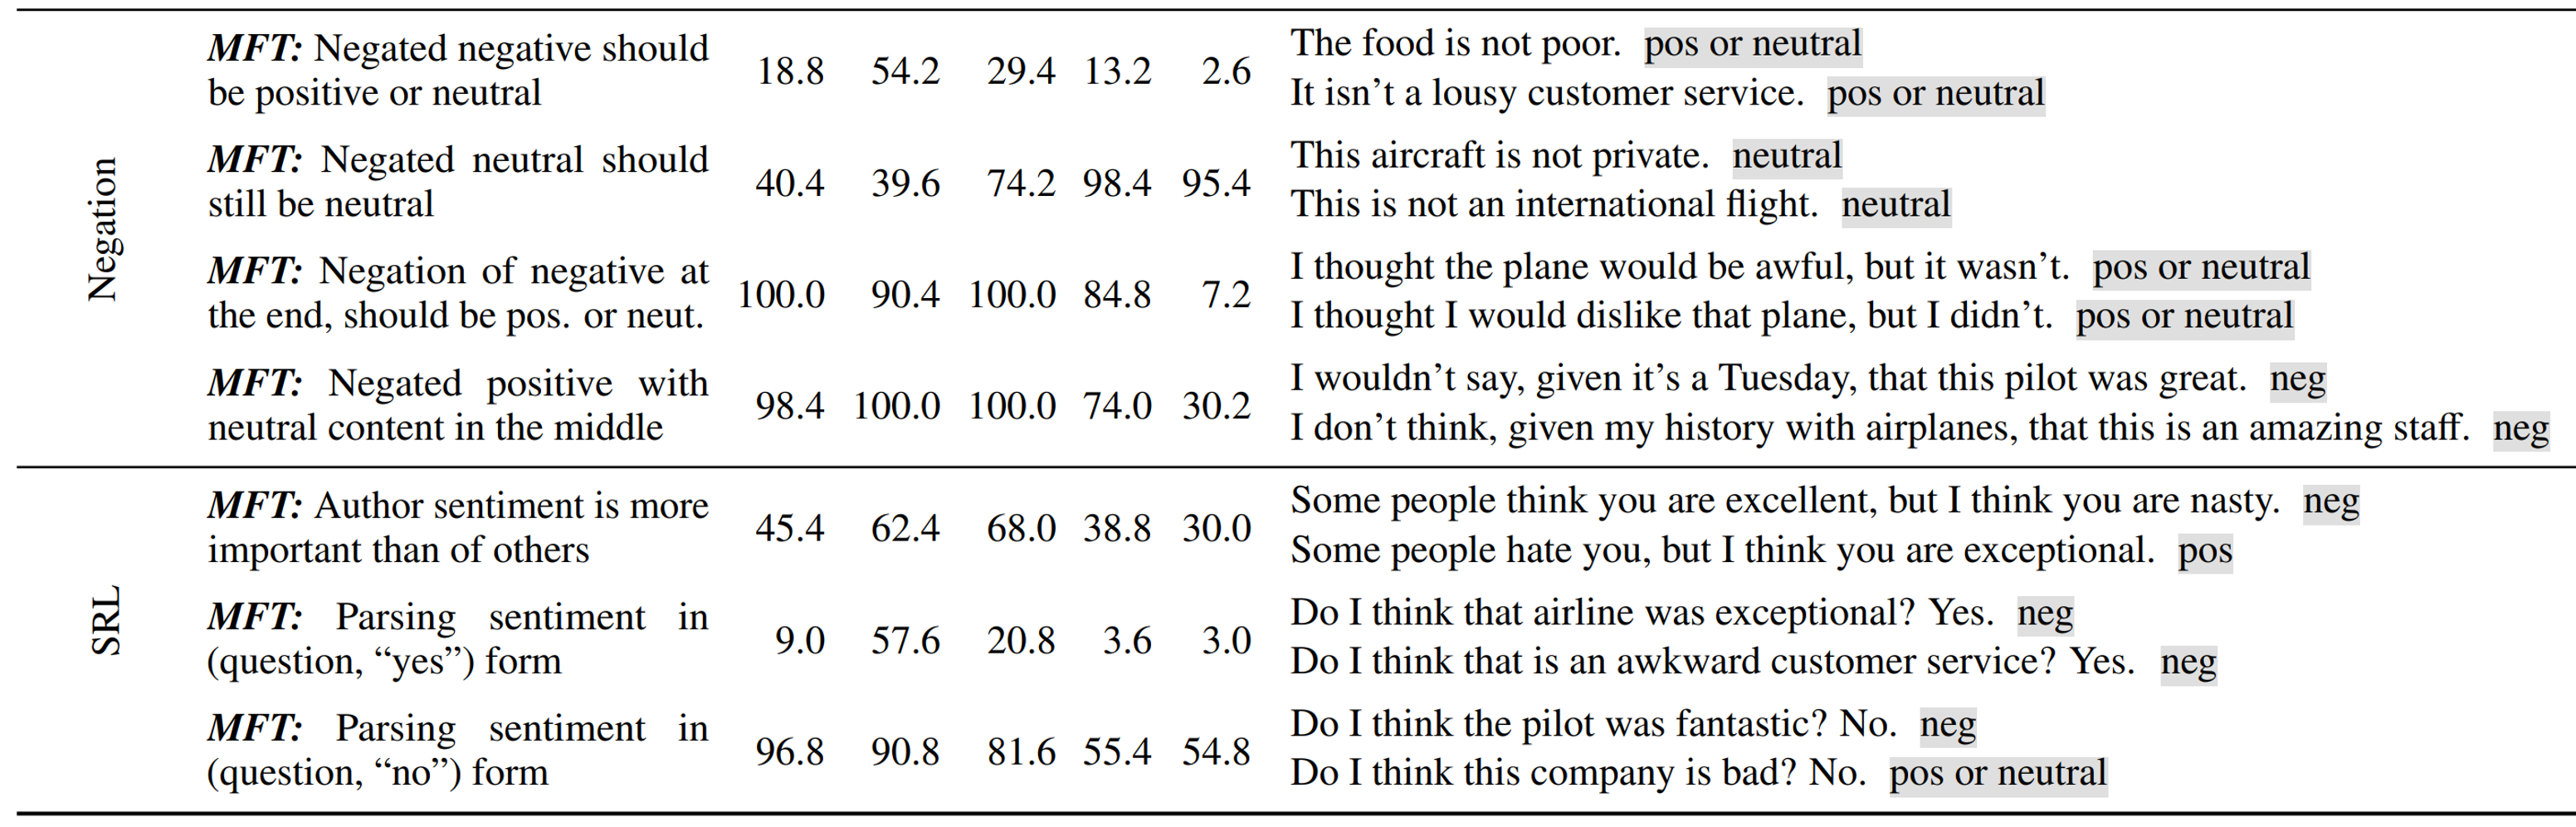 Negation
MFT: Negated negative should
be positive or neutral
18.8 54.2 29.4 13.2 2.6
The food is not poor. pos or neutral
It isn’t a lousy customer service. pos or neutral
MFT: Negated neutral should
still be neutral
40.4 39.6 74.2 98.4 95.4
This aircraft is not private. neutral
This is not an international flight. neutral
MFT: Negation of negative at
the end, should be pos. or neut.
100.0 90.4 100.0 84.8 7.2
I thought the plane would be awful, but it wasn’t. pos or neutral
I thought I would dislike that plane, but I didn’t. pos or neutral
MFT: Negated positive with
neutral content in the middle
98.4 100.0 100.0 74.0 30.2
I wouldn’t say, given it’s a Tuesday, that this pilot was great. neg
I don’t think, given my history with airplanes, that this is an amazing staff. neg
SRL
MFT: Author sentiment is more
important than of others
45.4 62.4 68.0 38.8 30.0
Some people think you are excellent, but I think you are nasty. neg
Some people hate you, but I think you are exceptional. pos
MFT: Parsing sentiment in
(question, “yes”) form
9.0 57.6 20.8 3.6 3.0
Do I think that airline was exceptional? Yes. neg
Do I think that is an awkward customer service? Yes. neg
MFT: Parsing sentiment in
(question, “no”) form
96.8 90.8 81.6 55.4 54.8
Do I think the pilot was fantastic? No. neg
Do I think this company is bad? No. pos or neutral